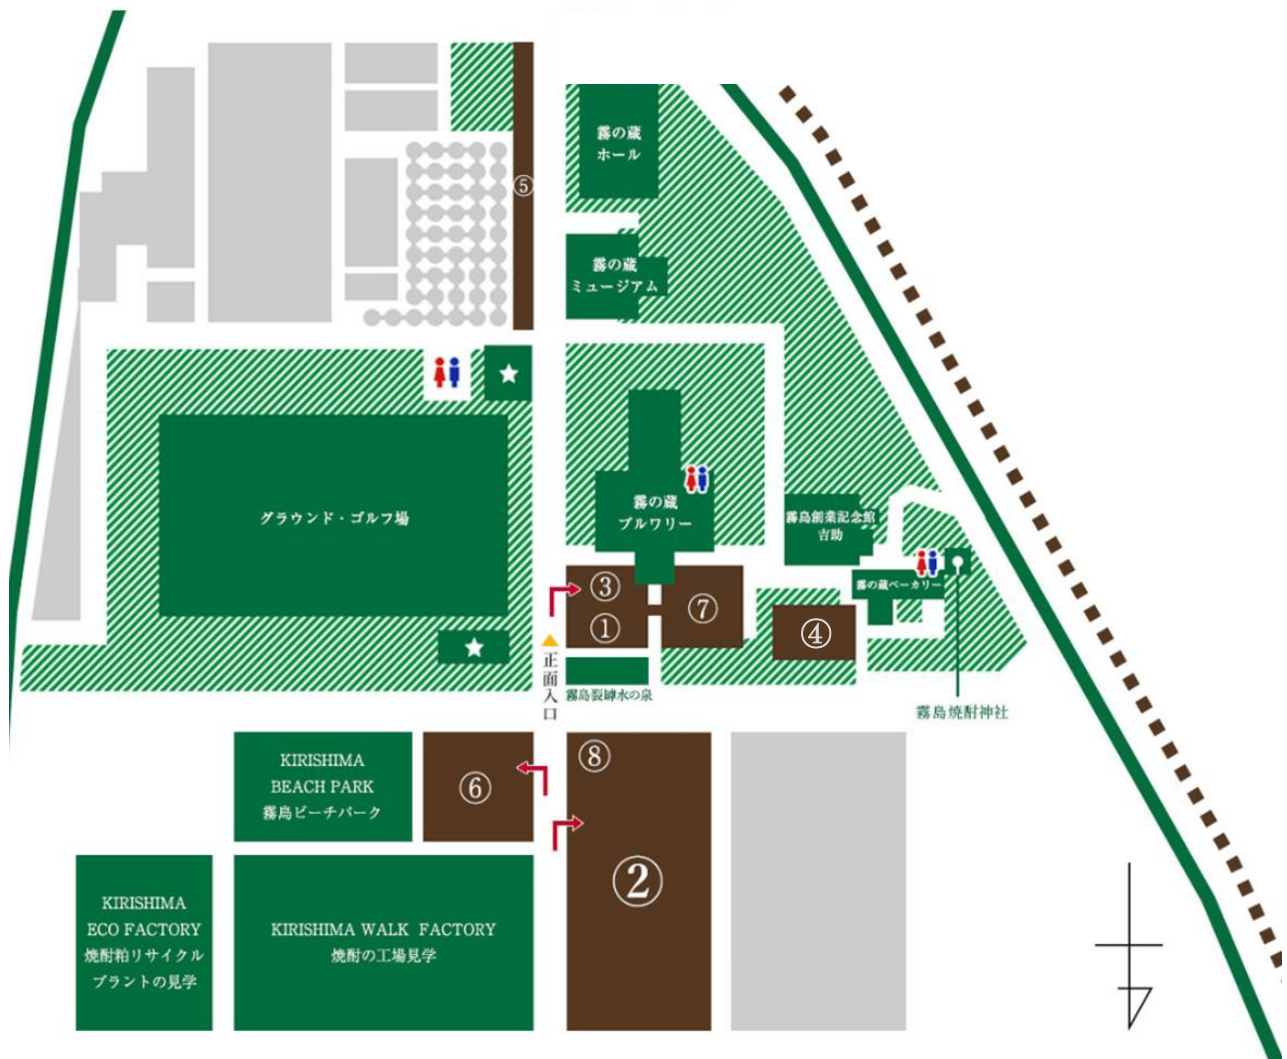 霧の蔵
ホール
⑤
霧の蔵
ミュージアム
グラウンド・ゴルフ場
霧の蔵
ブルワリー
霧島創業記念館
吉助
霧の蔵ベーカリー
③
①
⑦
④
正面入口
霧島裂罅水の泉
霧島焼酎神社
KIRISHIMA
BEACH PARK
霧島ビーチパーク
⑥
⑧
②
KIRISHIMA
ECO FACTORY
焼酎粕リサイクル
プラントの見学
KIRISHIMA WALK FACTORY
焼酎の工場見学